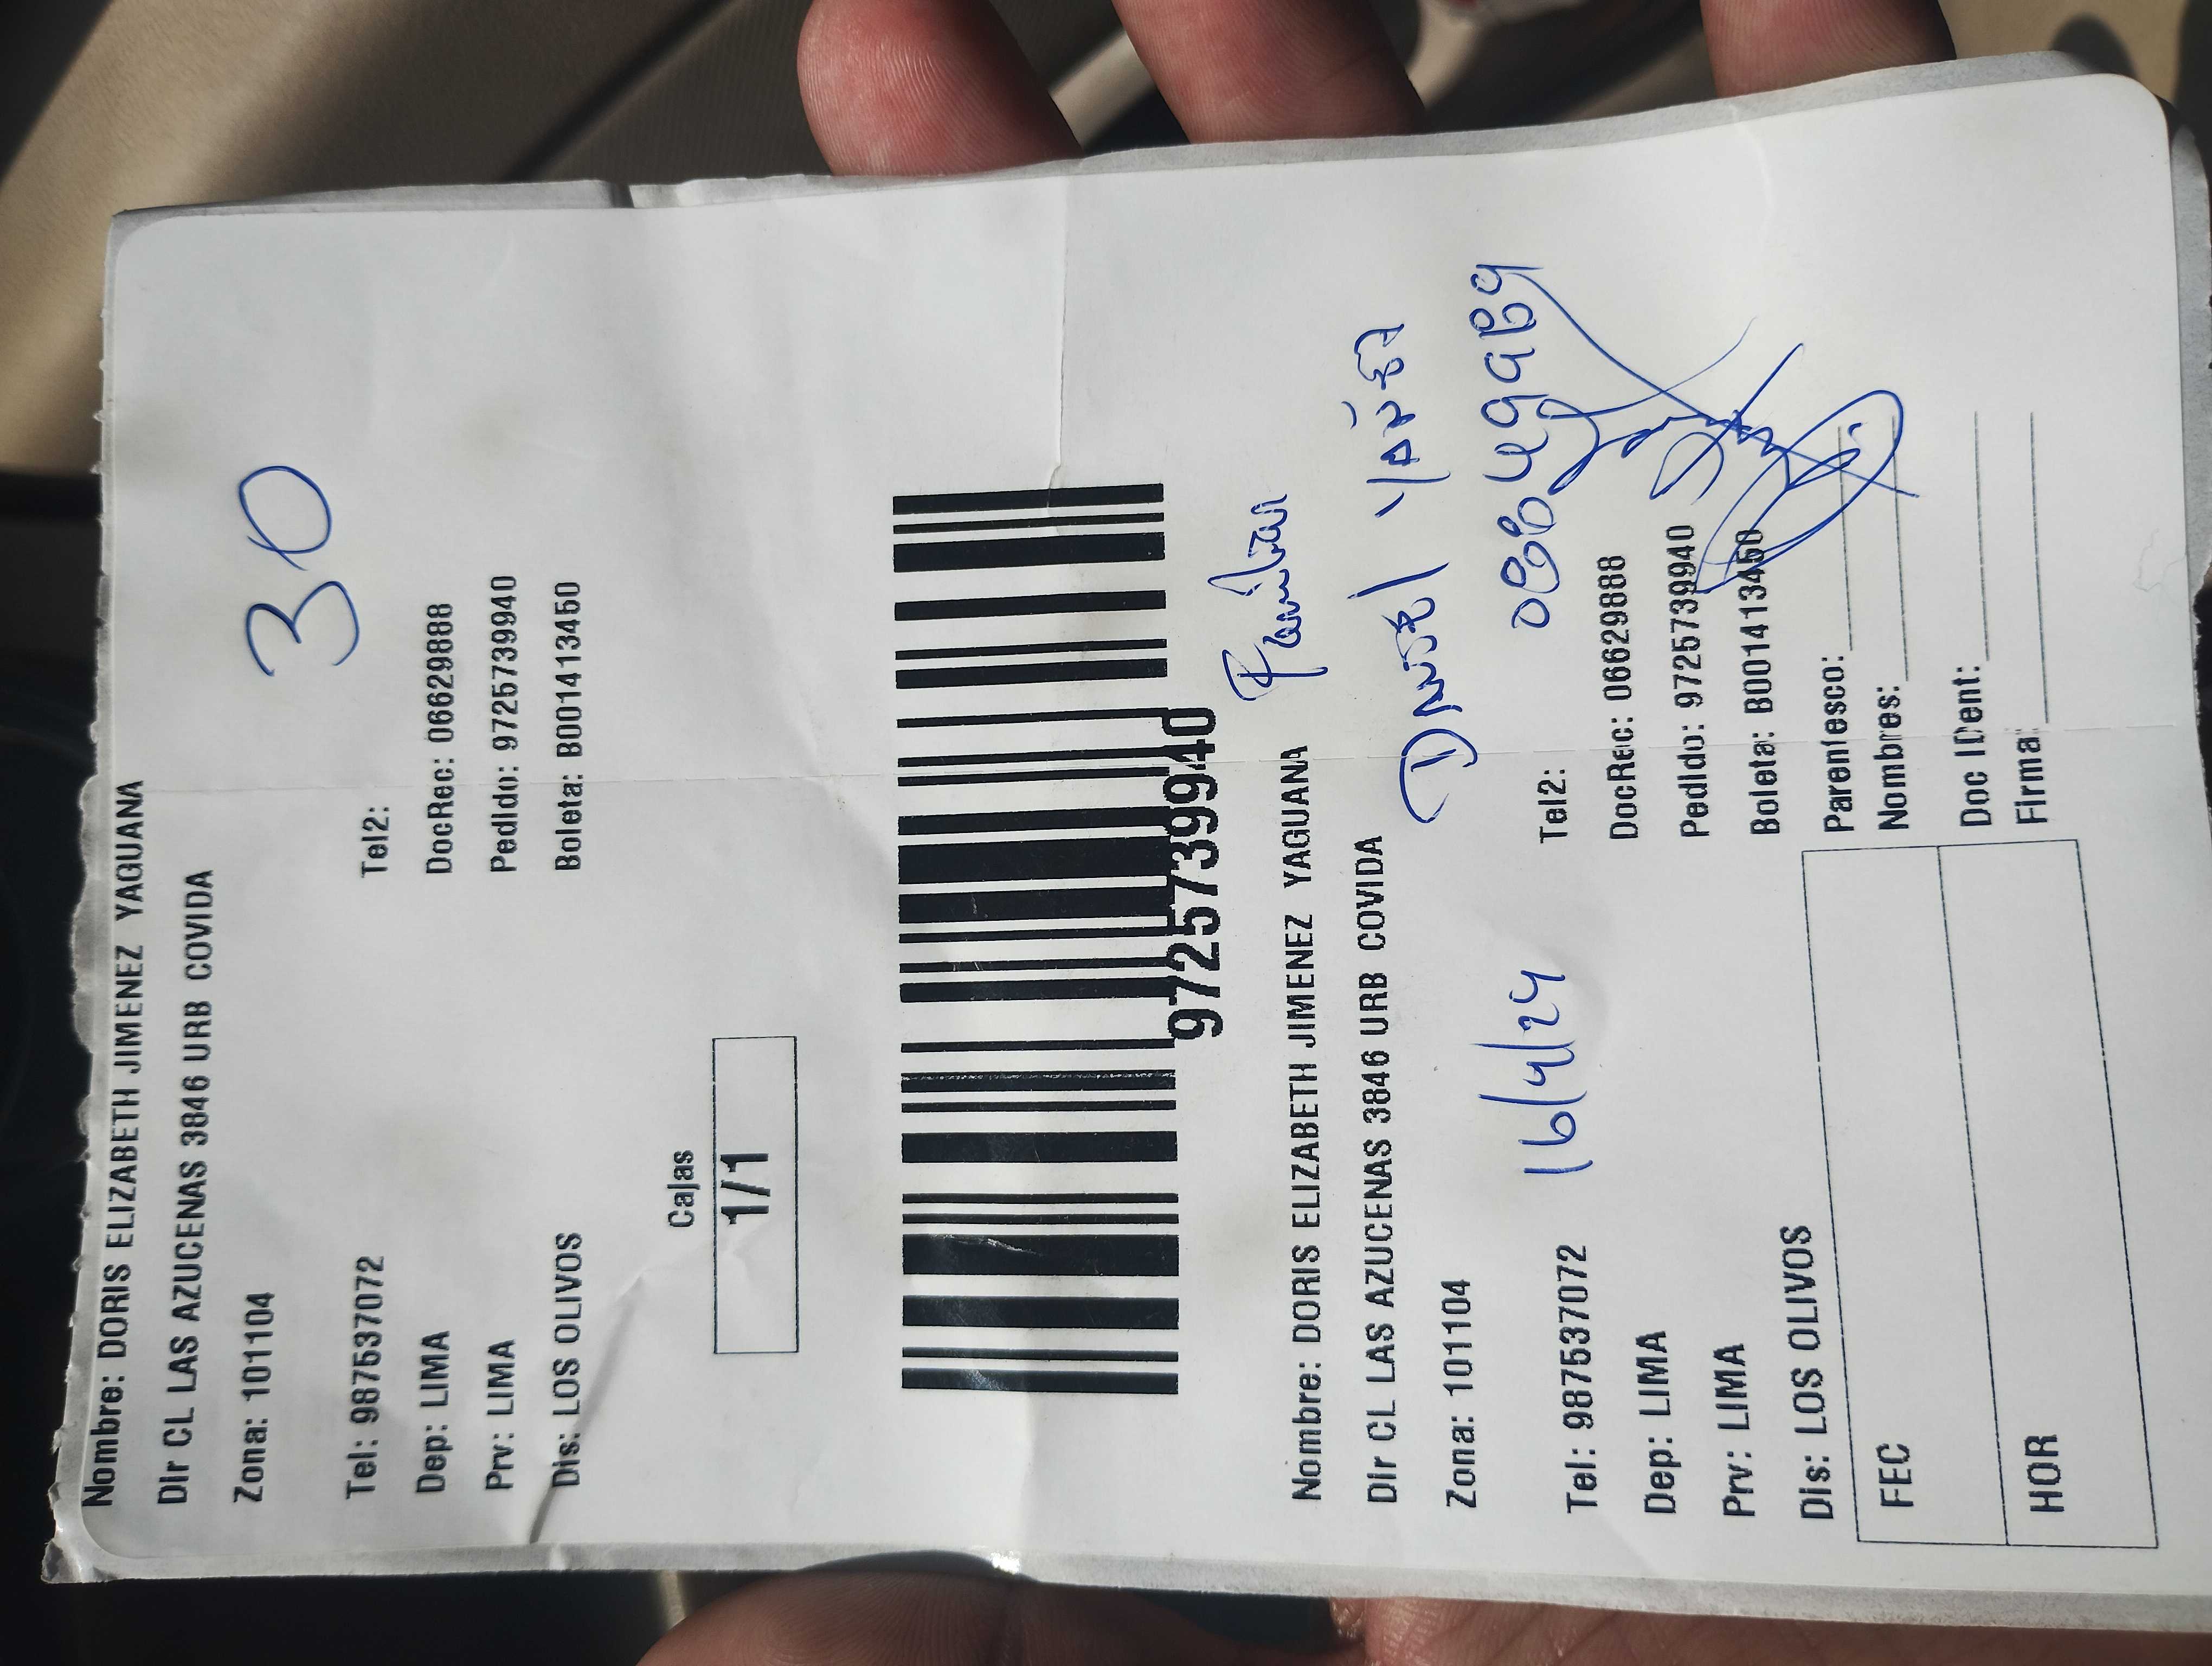 Nombre: DORIS ELIZABETH JIMENEZ YAGUANA
Dir CL LAS AZUCENAS 3846 URB COVIDA
Zona: 101104
30
Tel: 987537072 Tel2:
Dep: LIMA DocRec: 06629888
Prv: LIMA Pedido: 9725739940
Dis: LOS OLIVOS Boleta: B001413450
Cajas
1/1
9725739940
Familiar
Nombre: DORIS ELIZABETH JIMENEZ YAGUANA
Dir CL LAS AZUCENAS 3846 URB COVIDA
Daniel
Zona: 101104
16/4/24
Tel: 987537072 Tel2:
Dep: LIMA DocRec: 06629888
Prv: LIMA Pedido: 9725739940
Dis: LOS OLIVOS Boleta: B001413450
FEC
HOR
Parentesco:
Nombres:
Doc IDent:
Firma: